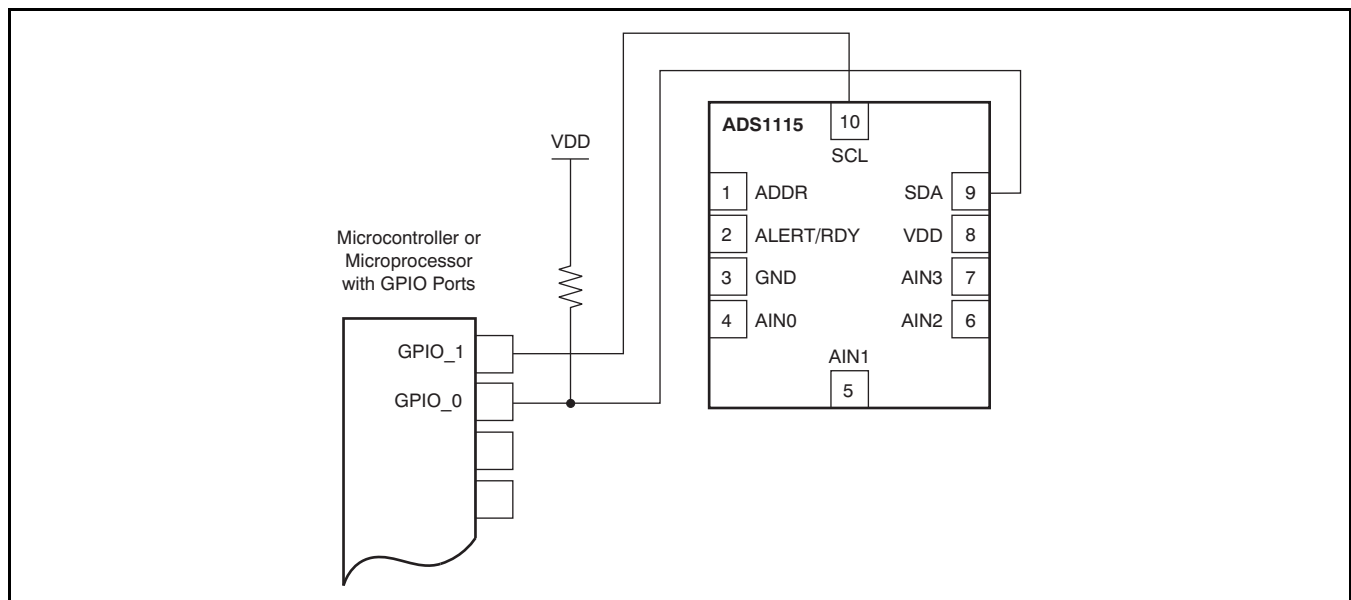 VDD
Microcontroller or
Microprocessor
with GPIO Ports
GPIO_1
GPIO_0
ADS1115
10
SCL
1 ADDR
SDA 9
2 ALERT/RDY
VDD 8
3 GND
AIN3 7
4 AIN0
AIN2 6
AIN1
5